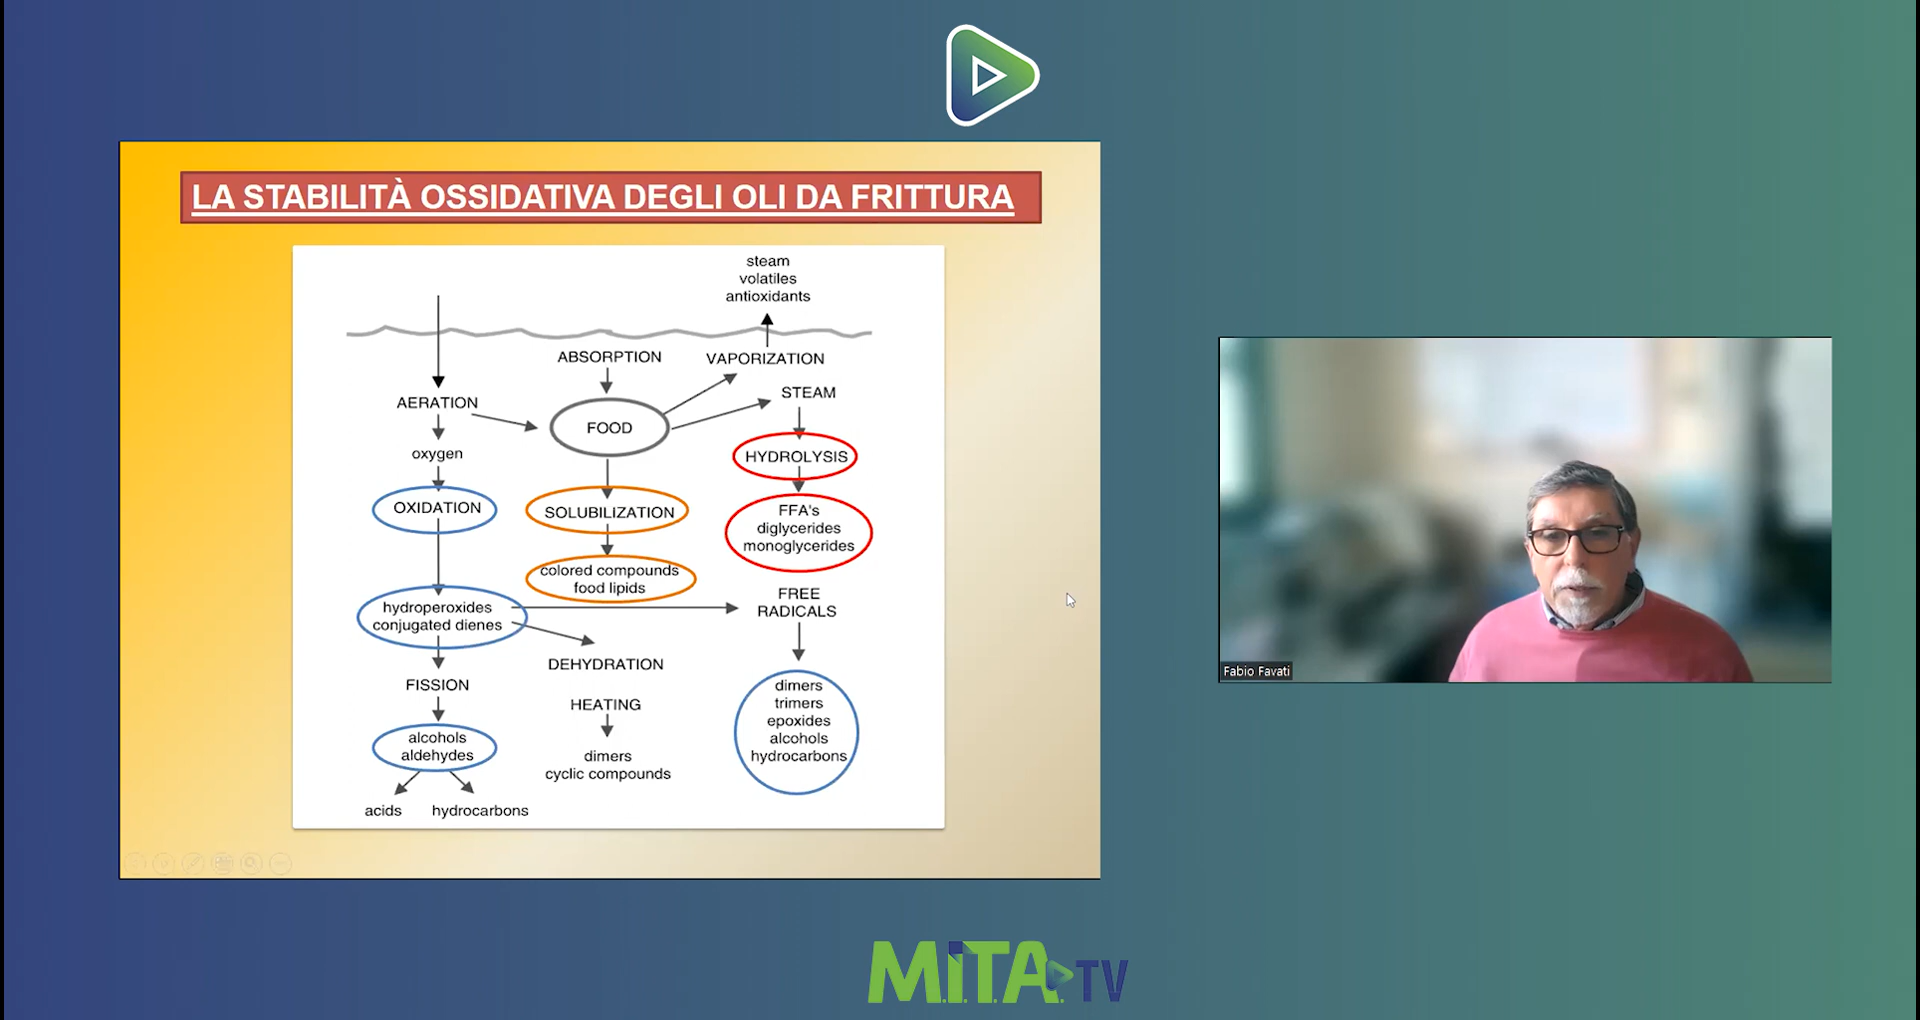 LA STABILITÀ OSSIDATIVA DEGLI OLI DA FRITTURA
steam
volatiles
antioxidants
ABSORPTION
VAPORIZATION
AERATION
FOOD
STEAM
oxygen
HYDROLYSIS
OXIDATION
SOLUBILIZATION
FFA's
diglycerides
monoglycerides
colored compounds
food lipids
hydroperoxides
conjugated dienes
FREE
RADICALS
DEHYDRATION
FISSION
HEATING
dimers
trimers
epoxides
alcohols
hydrocarbons
alcohols
aldehydes
dimers
cyclic compounds
acids
hydrocarbons
Fabio Favati
M.I.T.A. TV